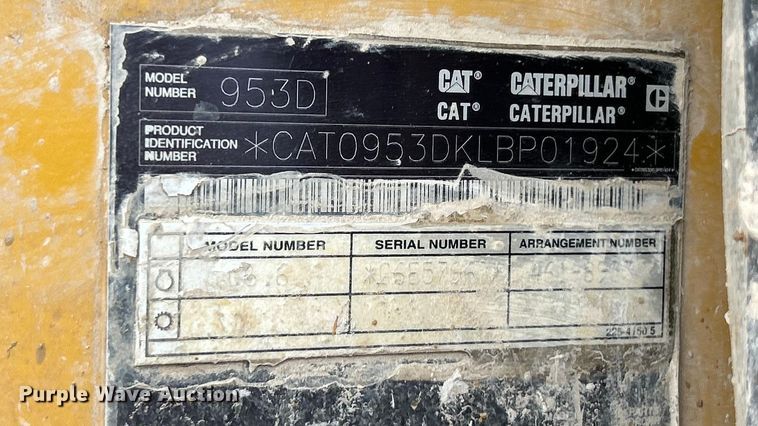 MODEL NUMBER 953D
CAT® CATERPILLAR®
CAT® CATERPILLAR®
PRODUCT IDENTIFICATION NUMBER *CAT0953DKLBP01924*
MODEL NUMBER SERIAL NUMBER ARRANGEMENT NUMBER
Purple Wave Auction